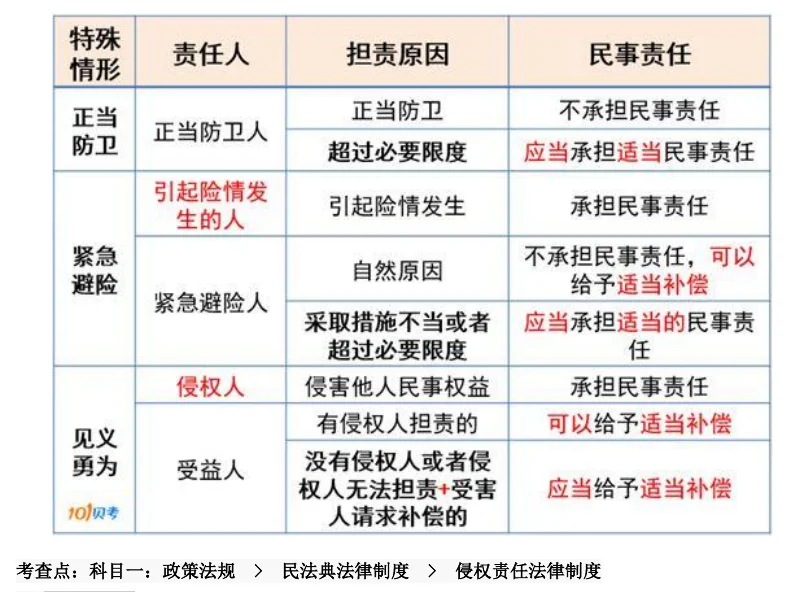 特殊
情形
责任人
担责原因
民事责任
正当
防卫
正当防卫人
正当防卫
不承担民事责任
超过必要限度
应当承担适当民事责任
紧急
避险
引起险情发
生的人
引起险情发生
承担民事责任
紧急避险人
自然原因
不承担民事责任，可以
给予适当补偿
采取措施不当或者
超过必要限度
应当承担适当的民事责
任
见义
勇为
侵权人
侵害他人民事权益
承担民事责任
受益人
有侵权人担责的
可以给予适当补偿
没有侵权人或者侵
权人无法担责+受害
人请求补偿的
应当给予适当补偿
101贝考
考查点：科目一：政策法规 > 民法典法律制度 > 侵权责任法律制度